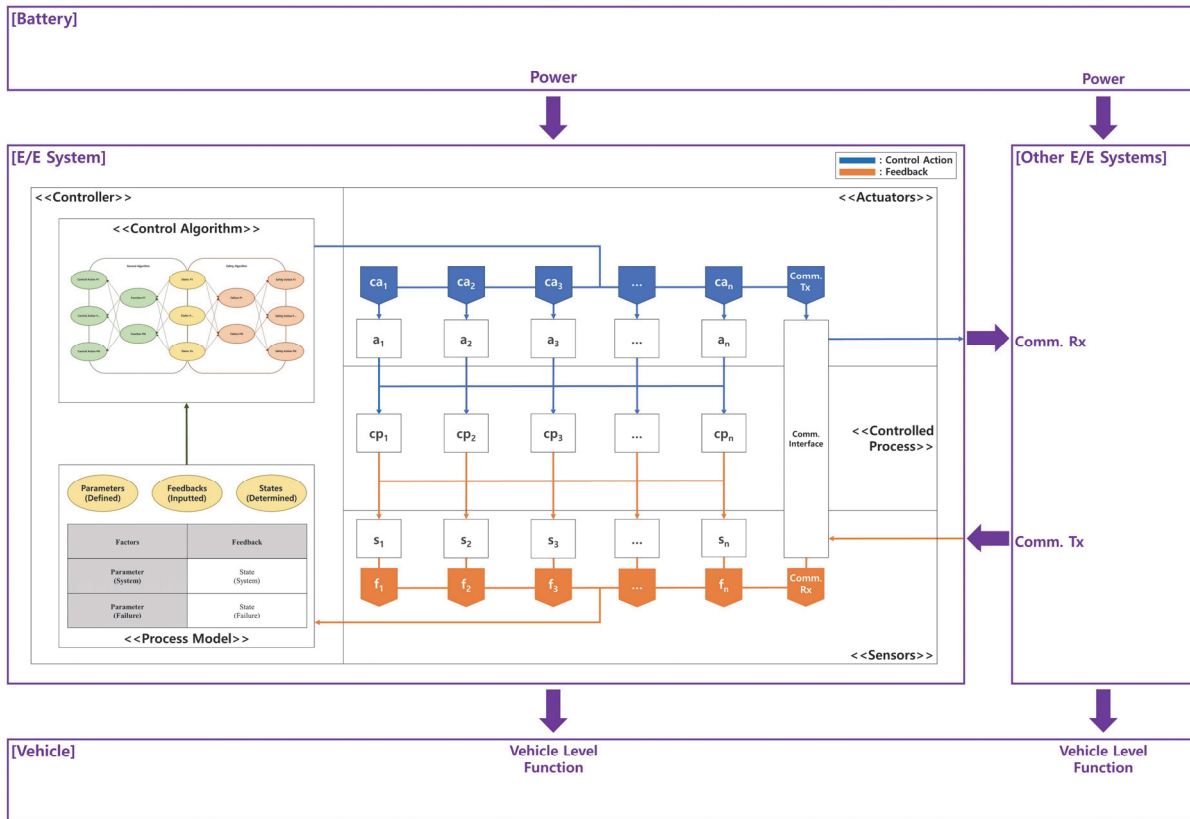 [Battery]
Power
Power
[E/E System]
[Other E/E Systems]
: Control Action
: Feedback
<<Controller>>
<<Actuators>>
<<Control Algorithm>>
ca1
ca2
ca3
...
can
Comm.
Tx
a1
a2
a3
...
an
Comm. Rx
cp1
cp2
cp3
...
cpn
Comm.
Interface
<<Controlled
Process>>
Parameters
(Defined)
Feedbacks
(Inputted)
States
(Determined)
Factors
Feedback
Parameter
(System)
State
(System)
Parameter
(Failure)
State
(Failure)
<<Process Model>>
s1
s2
s3
...
sn
Comm. Tx
f1
f2
f3
...
fn
Comm.
Rx
<<Sensors>>
[Vehicle]
Vehicle Level
Function
Vehicle Level
Function